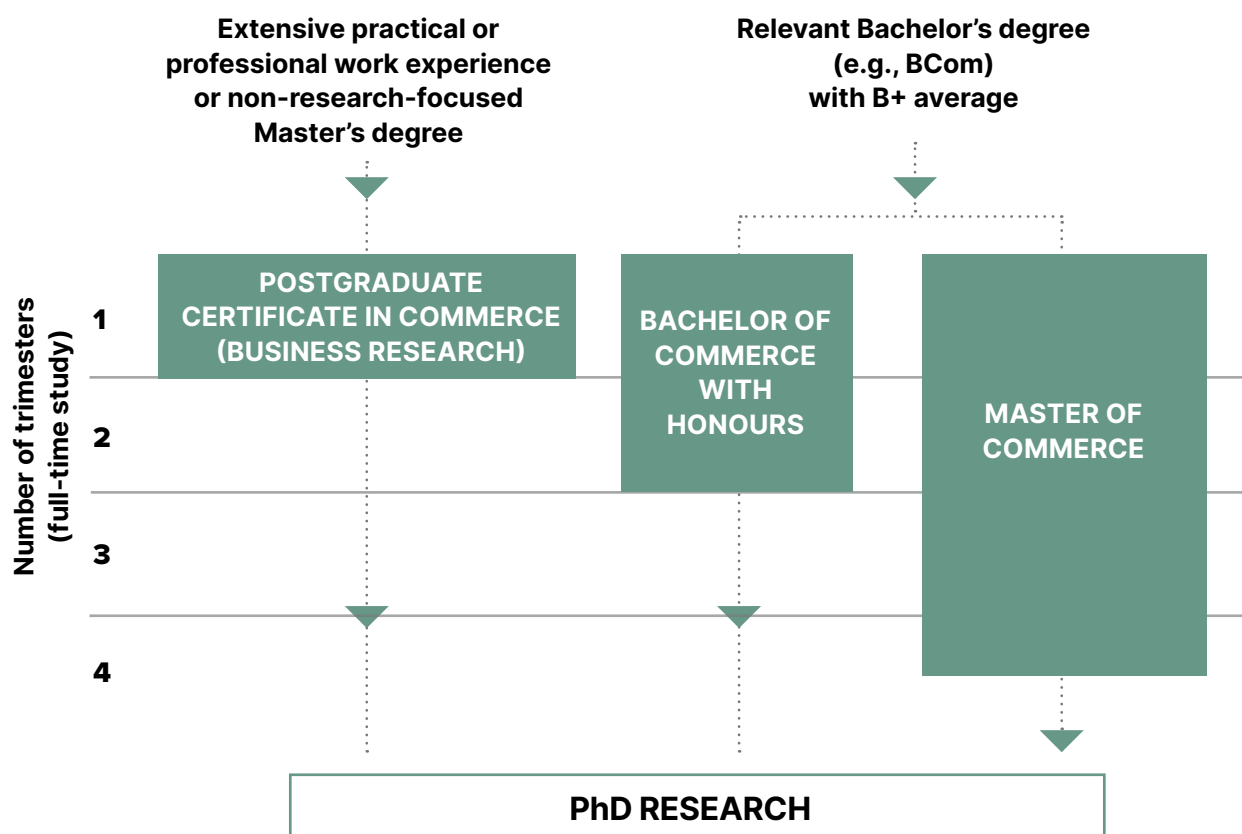 Extensive practical or
professional work experience
or non-research-focused
Master’s degree
Relevant Bachelor’s degree
(e.g., BCom)
with B+ average
Number of trimesters
(full-time study)
1
2
3
4
POSTGRADUATE
CERTIFICATE IN COMMERCE
(BUSINESS RESEARCH)
BACHELOR OF
COMMERCE
WITH
HONOURS
MASTER OF
COMMERCE
PhD RESEARCH